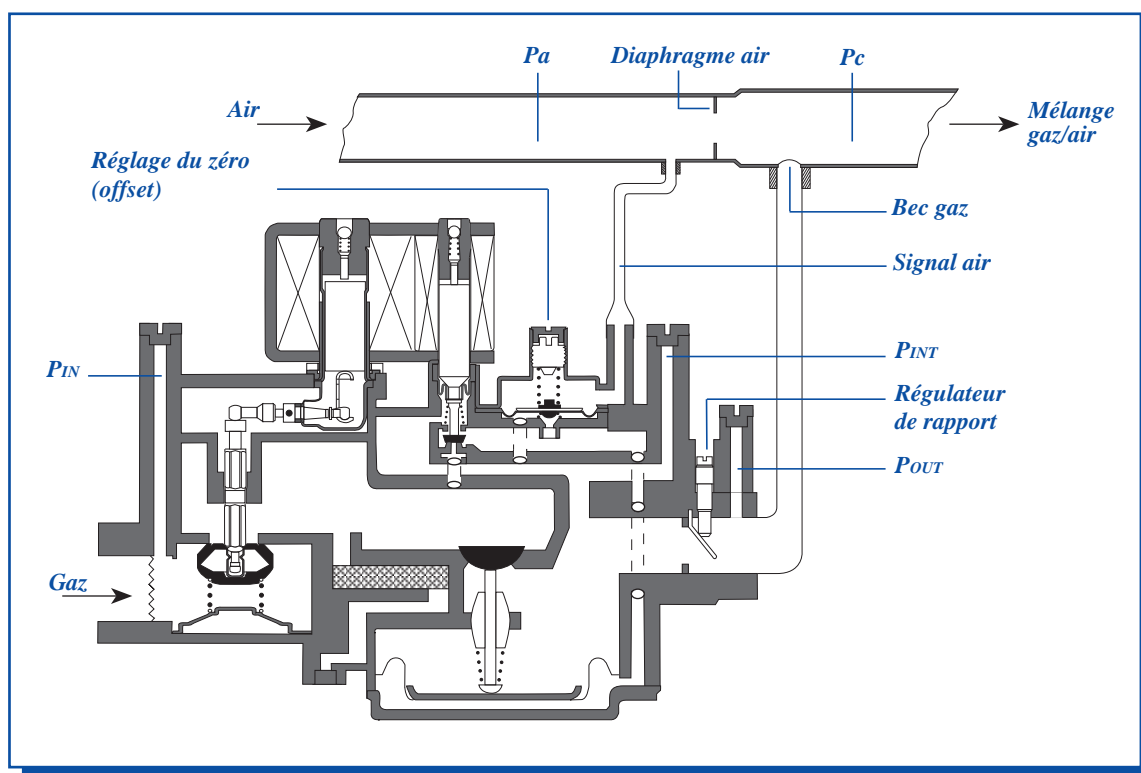 Pa
Diaphragme air
Pc
Air
Mélange
gaz/air
Réglage du zéro
(offset)
Bec gaz
Signal air
PIN
PINT
Régulateur
de rapport
POUT
Gaz